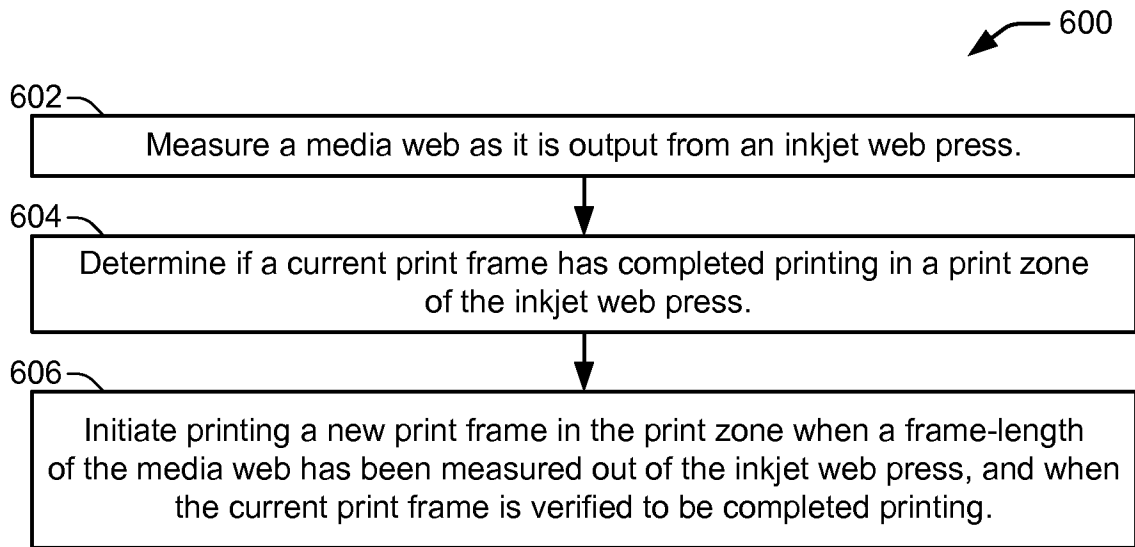 600
602
Measure a media web as it is output from an inkjet web press.
604
Determine if a current print frame has completed printing in a print zone
of the inkjet web press.
606
Initiate printing a new print frame in the print zone when a frame-length
of the media web has been measured out of the inkjet web press, and when
the current print frame is verified to be completed printing.